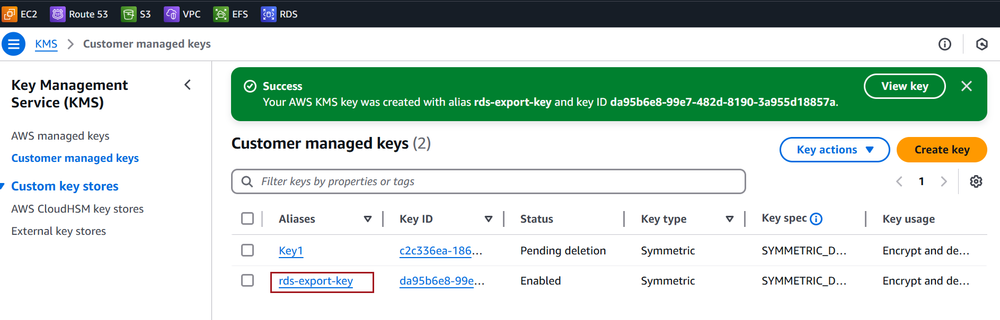 EC2 Route 53 S3 VPC EFS RDS
KMS > Customer managed keys
Key Management
Service (KMS)
AWS managed keys
Customer managed keys
Custom key stores
AWS CloudHSM key stores
External key stores
Success
Your AWS KMS key was created with alias rds-export-key and key ID da95b6e8-99e7-482d-8190-3a955d18857a.
View key
Customer managed keys (2)
Key actions
Create key
Filter keys by properties or tags
1
Aliases Key ID Status Key type Key spec Key usage
Key1 c2c336ea-186... Pending deletion Symmetric SYMMETRIC_D... Encrypt and de...
rds-export-key da95b6e8-99e... Enabled Symmetric SYMMETRIC_D... Encrypt and de...